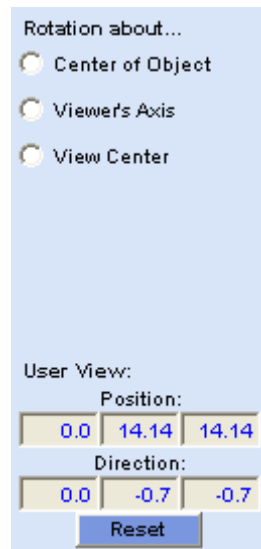 Rotation about...
Center of Object
Viewer's Axis
View Center
User View:
Position:
0.0 14.14 14.14
Direction:
0.0 -0.7 -0.7
Reset